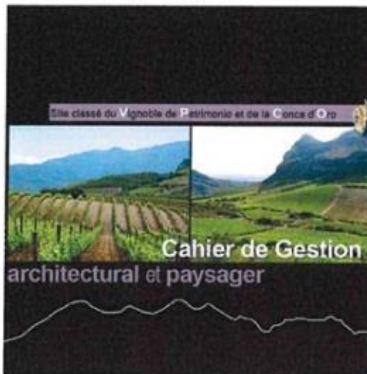 Site classé du Vignoble de Patrimonio et de la Conca d'Oro
Cahier de Gestion
architectural et paysager